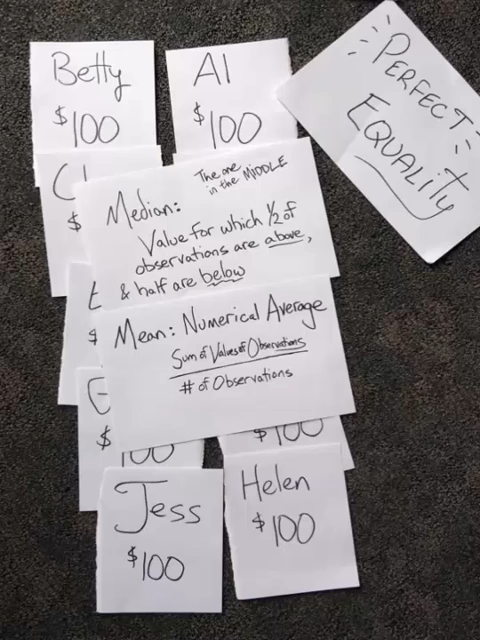 Betty
$100
Al
$100
PERFECT
EQUALITY
$
The one
in the MIDDLE
Median:
Value for which 1/2 of
observations are above,
& half are below
$
Mean: Numerical Average
Sum of Values of Observations
# of Observations
$100
$100
Jess
$100
Helen
$100